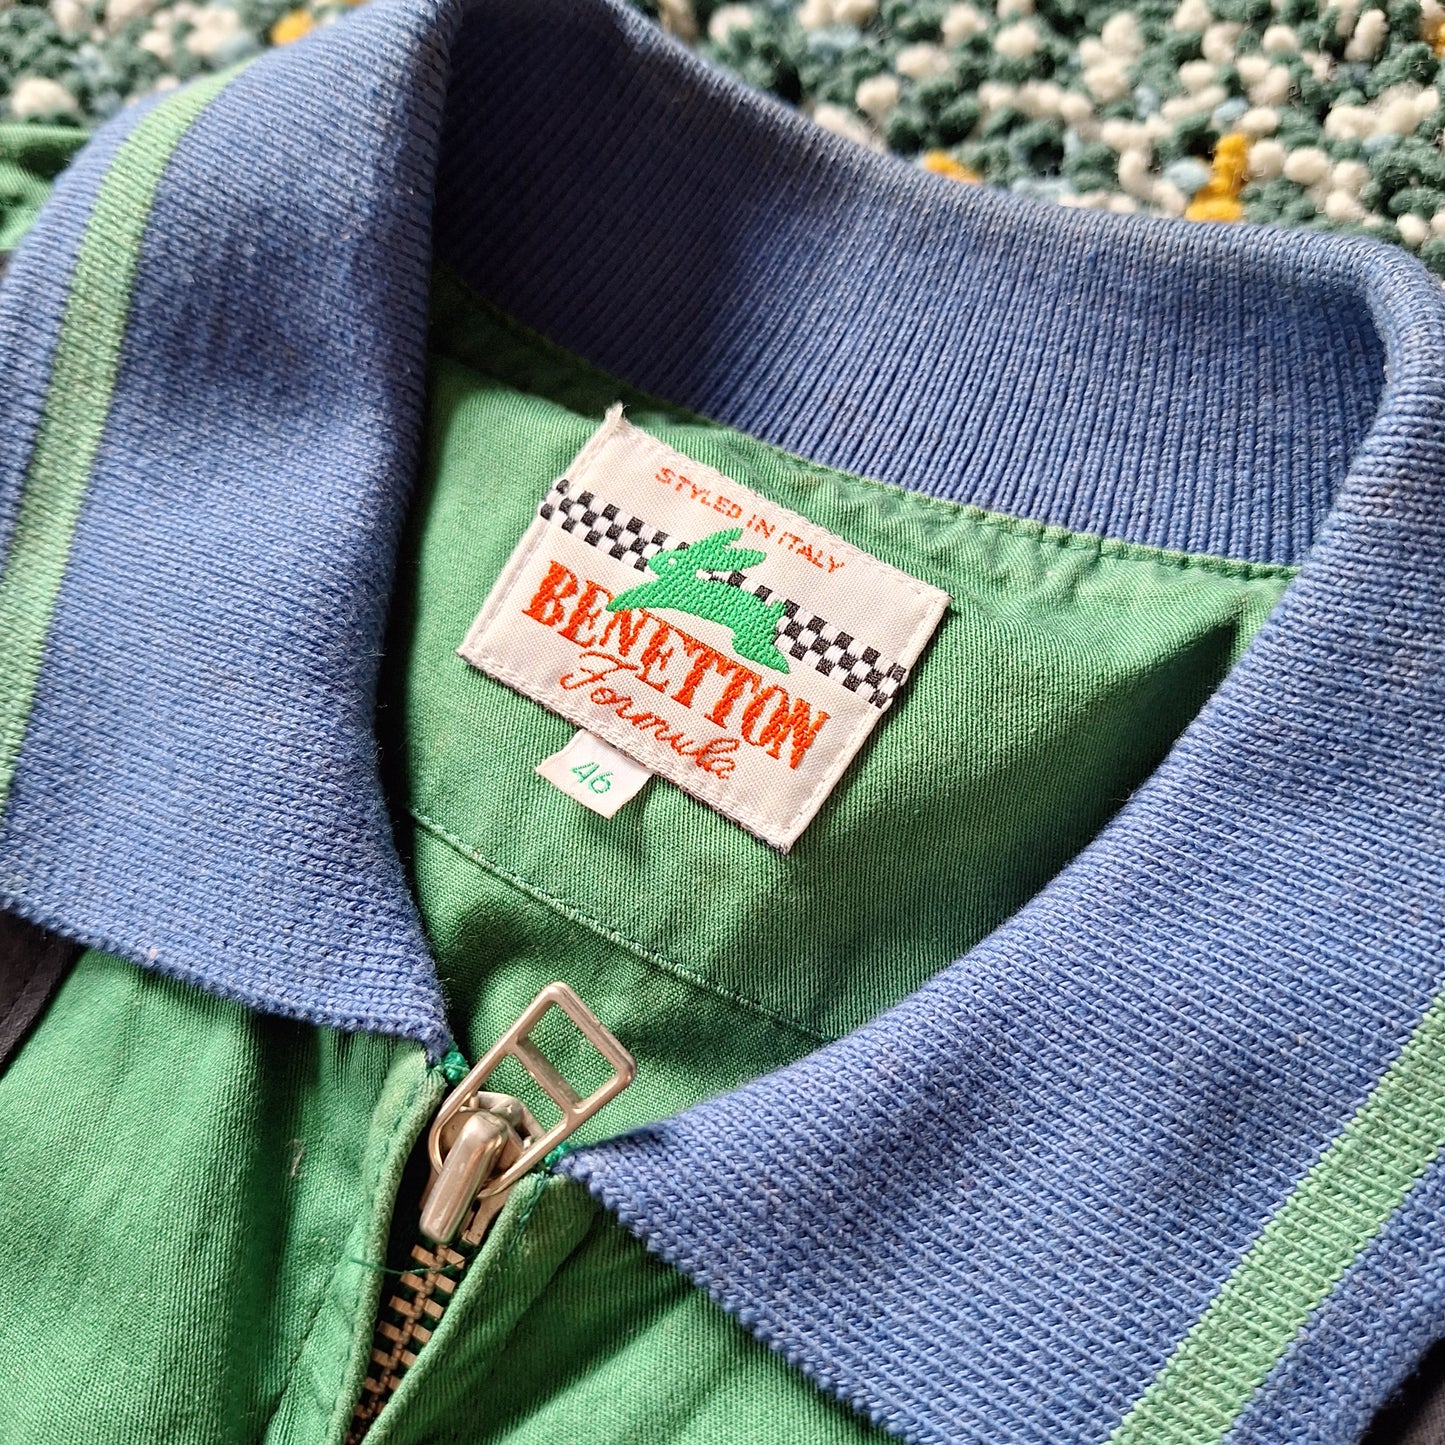 STYLED IN ITALY
BENETTON
Formula
46